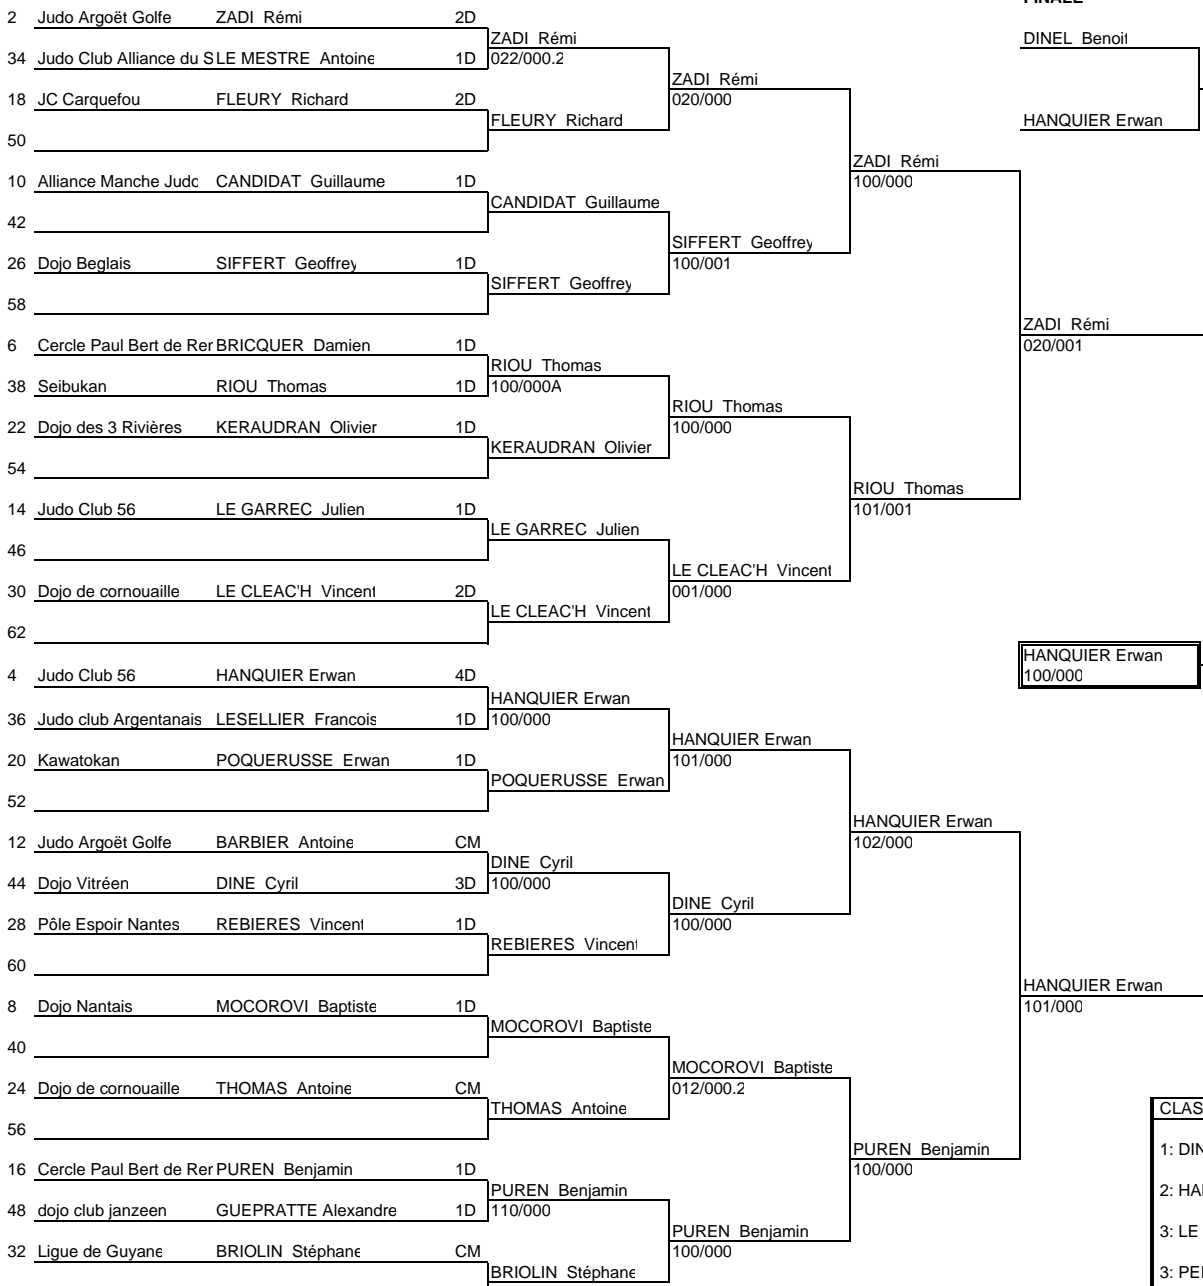 FINALE
2 Judo Argoët Golfe ZADI Rémi 2D
ZADI Rémi
DINEL Benoit
34 Judo Club Alliance du S LE MESTRE Antoine 1D 022/000.2
ZADI Rémi
18 JC Carquefou FLEURY Richard 2D
020/000
FLEURY Richard
HANQUIER Erwan
50
ZADI Rémi
10 Alliance Manche Judo CANDIDAT Guillaume 1D
100/000
CANDIDAT Guillaume
42
SIFFERT Geoffrey
26 Dojo Beglais SIFFERT Geoffrey 1D
100/001
SIFFERT Geoffrey
58
ZADI Rémi
6 Cercle Paul Bert de Rer BRICQUER Damien 1D
020/001
RIOU Thomas
38 Seibukan RIOU Thomas 1D 100/000A
RIOU Thomas
22 Dojo des 3 Rivières KERAUDRAN Olivier 1D
100/000
KERAUDRAN Olivier
54
RIOU Thomas
14 Judo Club 56 LE GARREC Julien 1D
101/001
LE GARREC Julien
46
LE CLEAC'H Vincent
30 Dojo de cornouaille LE CLEAC'H Vincent 2D
001/000
LE CLEAC'H Vincent
62
HANQUIER Erwan
4 Judo Club 56 HANQUIER Erwan 4D
100/000
HANQUIER Erwan
36 Judo club Argentanais LESELLIER Francois 1D 100/000
HANQUIER Erwan
20 Kawatokan POQUERUSSE Erwan 1D
101/000
POQUERUSSE Erwan
52
HANQUIER Erwan
12 Judo Argoët Golfe BARBIER Antoine CM
102/000
DINE Cyril
44 Dojo Vitréen DINE Cyril 3D 100/000
DINE Cyril
28 Pôle Espoir Nantes REBIERES Vincent 1D
100/000
REBIERES Vincent
60
HANQUIER Erwan
8 Dojo Nantais MOCOROVI Baptiste 1D
101/000
MOCOROVI Baptiste
40
MOCOROVI Baptiste
24 Dojo de cornouaille THOMAS Antoine CM
012/000.2
THOMAS Antoine
CLAS
56
PUREN Benjamin
1: DIN
16 Cercle Paul Bert de Rer PUREN Benjamin 1D
100/000
PUREN Benjamin
2: HAI
48 dojo club janzeen GUEPRATTE Alexandre 1D 110/000
PUREN Benjamin
3: LE
32 Ligue de Guyane BRIOLIN Stéphane CM
100/000
BRIOLIN Stéphane
3: PE